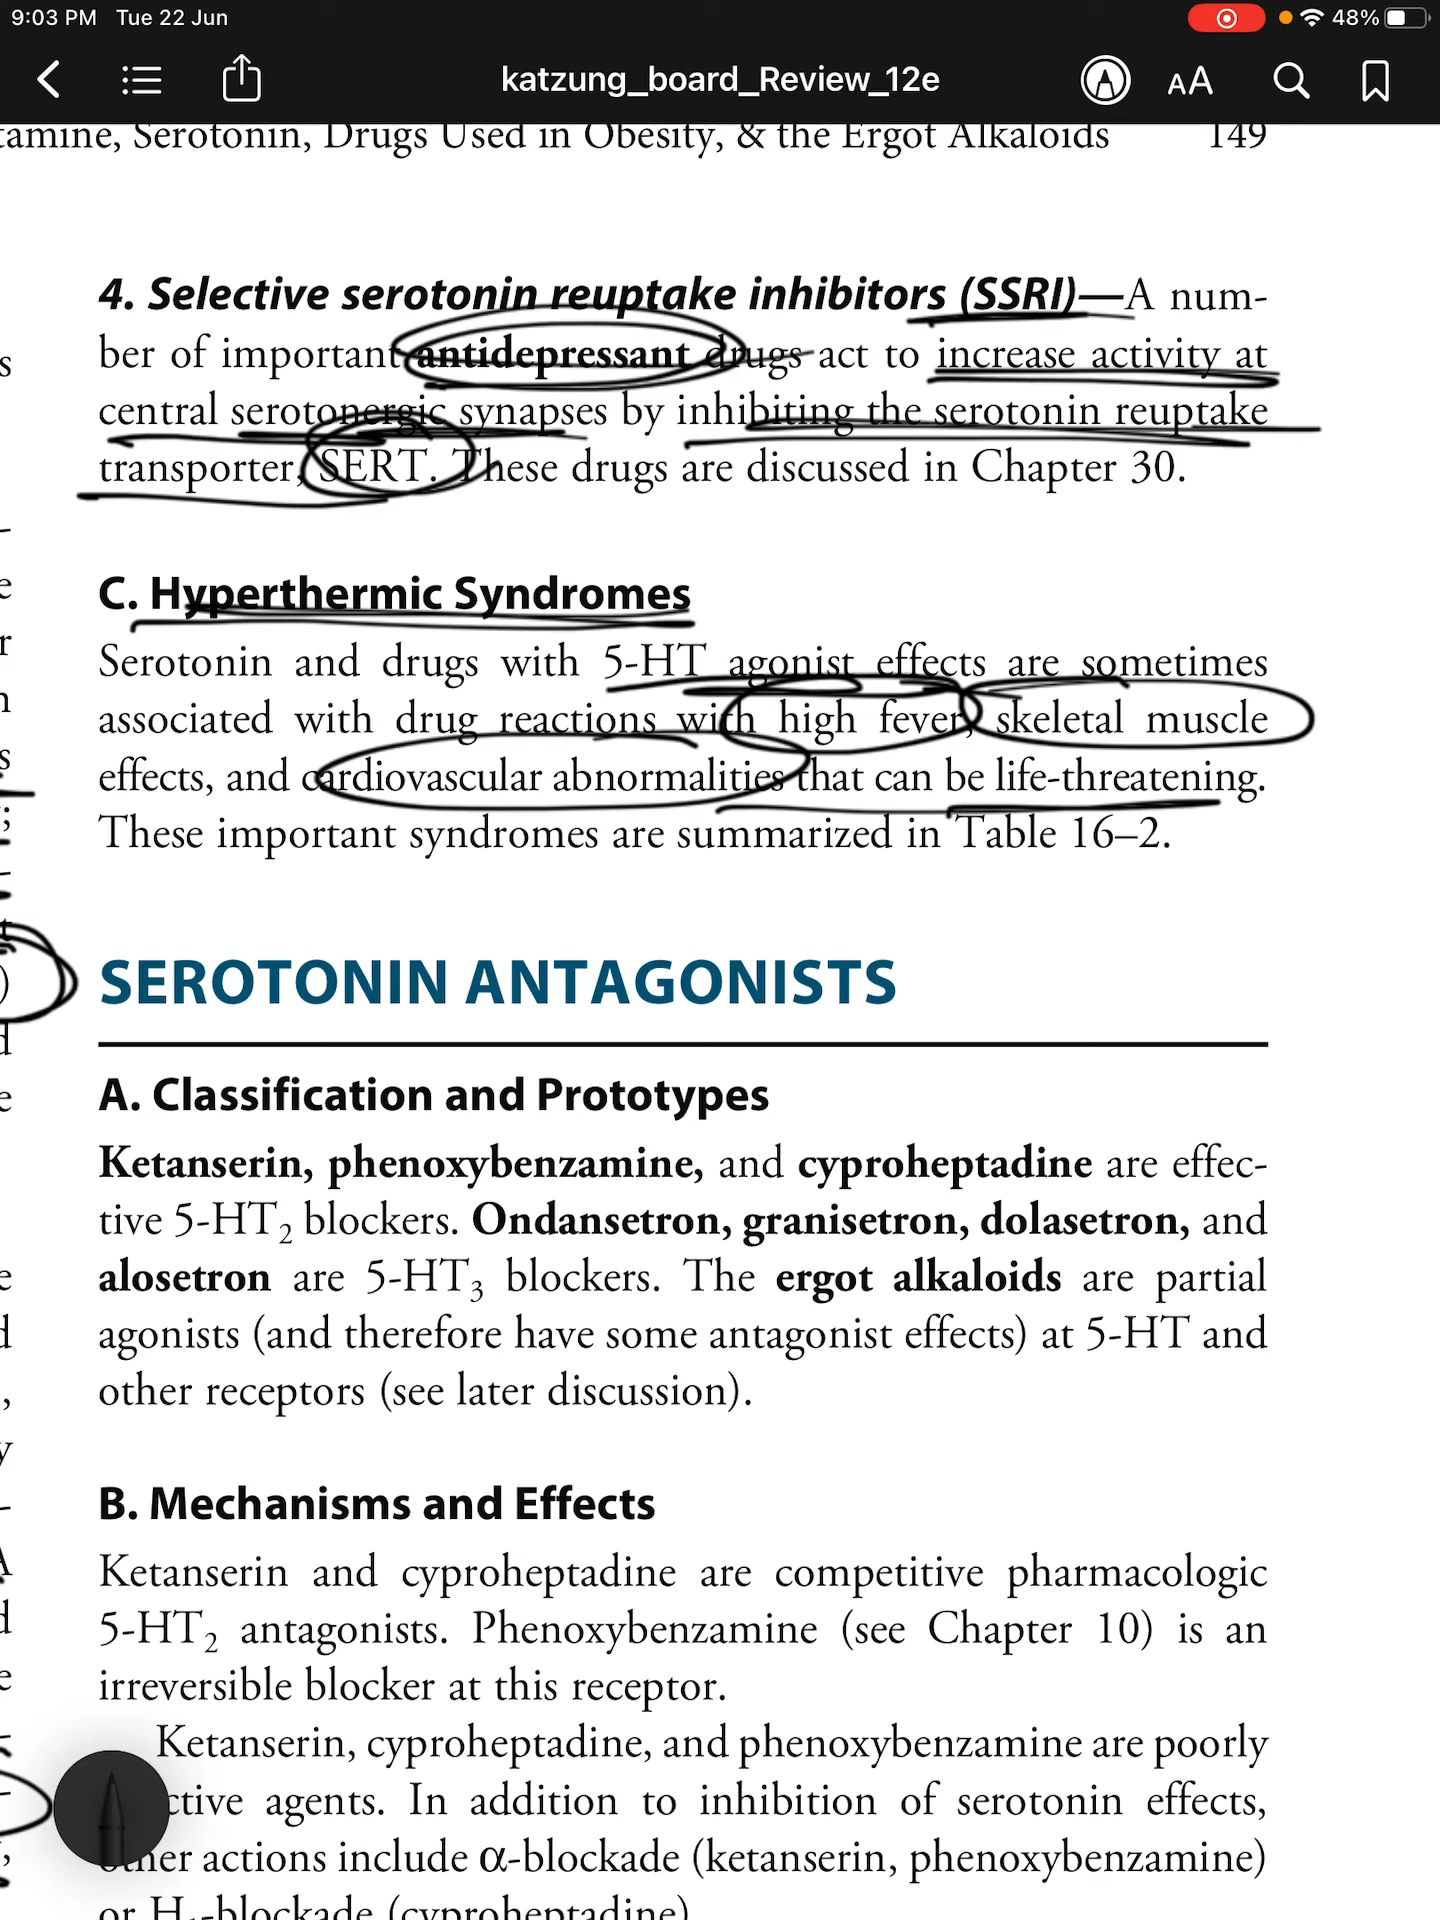 9:03 PM Tue 22 Jun
48%
katzung_board_Review_12e
AA
tamine, Serotonin, Drugs Used in Obesity, & the Ergot Alkaloids 149
4. Selective serotonin reuptake inhibitors (SSRI)—A num-
ber of important antidepressant drugs act to increase activity at
central serotonergic synapses by inhibiting the serotonin reuptake
transporter, SERT. These drugs are discussed in Chapter 30.
C. Hyperthermic Syndromes
Serotonin and drugs with 5-HT agonist effects are sometimes
associated with drug reactions with high fever, skeletal muscle
effects, and cardiovascular abnormalities that can be life-threatening.
These important syndromes are summarized in Table 16–2.
SEROTONIN ANTAGONISTS
A. Classification and Prototypes
Ketanserin, phenoxybenzamine, and cyproheptadine are effec-
tive 5-HT₂ blockers. Ondansetron, granisetron, dolasetron, and
alosetron are 5-HT₃ blockers. The ergot alkaloids are partial
agonists (and therefore have some antagonist effects) at 5-HT and
other receptors (see later discussion).
B. Mechanisms and Effects
Ketanserin and cyproheptadine are competitive pharmacologic
5-HT₂ antagonists. Phenoxybenzamine (see Chapter 10) is an
irreversible blocker at this receptor.
Ketanserin, cyproheptadine, and phenoxybenzamine are poorly
ctive agents. In addition to inhibition of serotonin effects,
other actions include α-blockade (ketanserin, phenoxybenzamine)
or H₁-blockade (cyproheptadine)